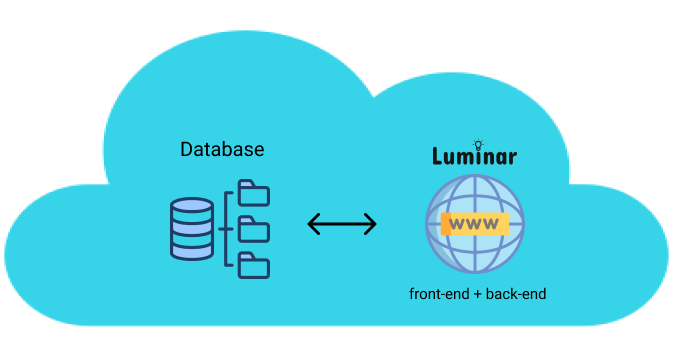 Database
Luminar
www
front-end + back-end